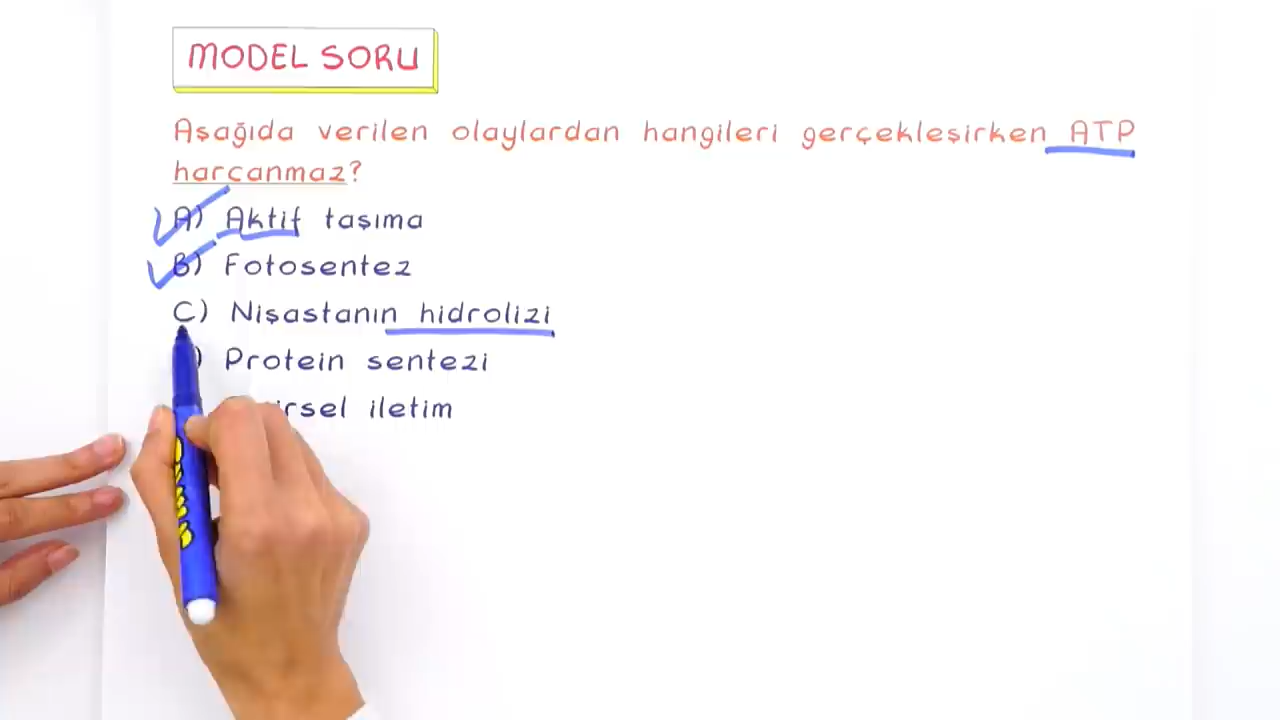 MODEL SORU
Aşağıda verilen olaylardan hangileri gerçekleşirken ATP
harcanmaz?
A) Aktif taşıma
B) Fotosentez
C) Nişastanın hidrolizi
) Protein sentezi
iletim